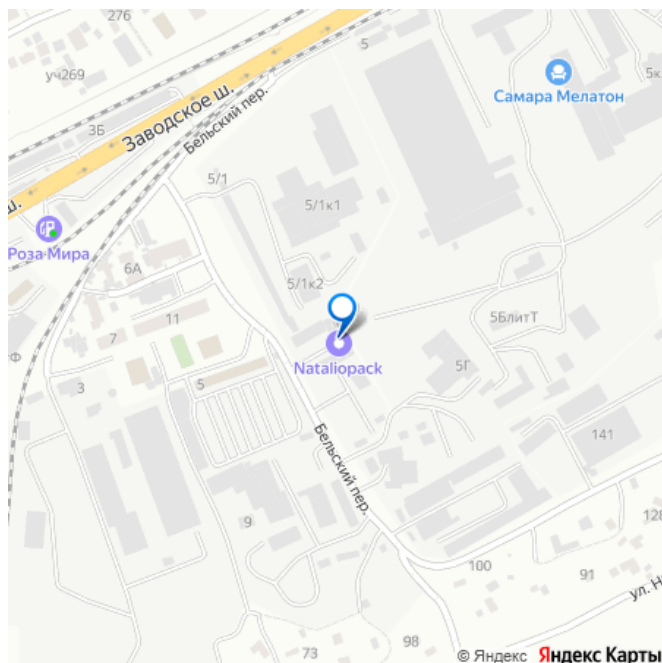 276
уч269
3Б
Заводское ш.
Бельский пер.
5
5к
Самара Мелатон
ш.
Роза Мира
5/1
5/1к1
5/1к2
6А
11
7
Ф
3
5
Nataliopack
5БлитТ
5Г
Бельский пер.
141
9
128
100
91
ул. Н
98
73
© Яндекс Яндекс Карты